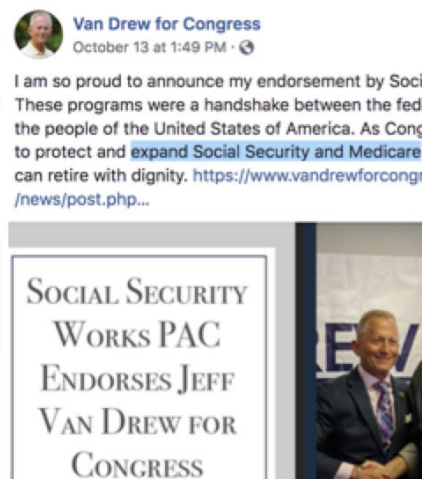 Van Drew for Congress
October 13 at 1:49 PM ·
I am so proud to announce my endorsement by Soci
These programs were a handshake between the fed
the people of the United States of America. As Cong
to protect and expand Social Security and Medicare
can retire with dignity. https://www.vandrewforcongr
/news/post.php...
SOCIAL SECURITY
WORKS PAC
ENDORSES JEFF
VAN DREW FOR
CONGRESS
REW